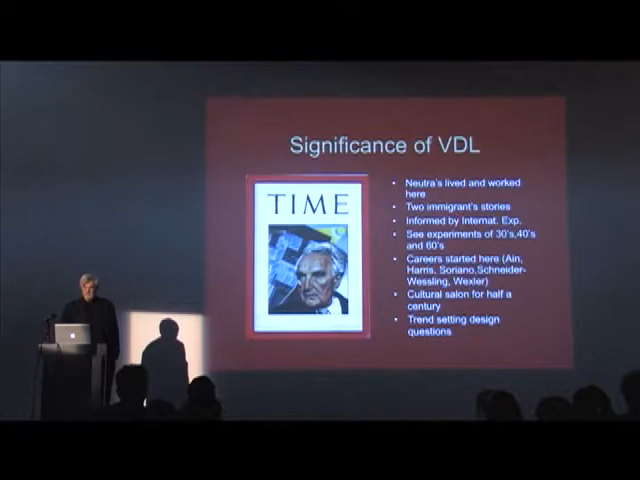 Significance of VDL
TIME
• Neutra's lived and worked
here
• Two immigrant's stories
• Informed by Internat. Exp.
• See experiments of 30's,40's
and 60's
• Careers started here (Ain,
Harris, Soriano,Schneider-
Wessling, Wexler)
• Cultural salon for half a
century
• Trend setting design
questions